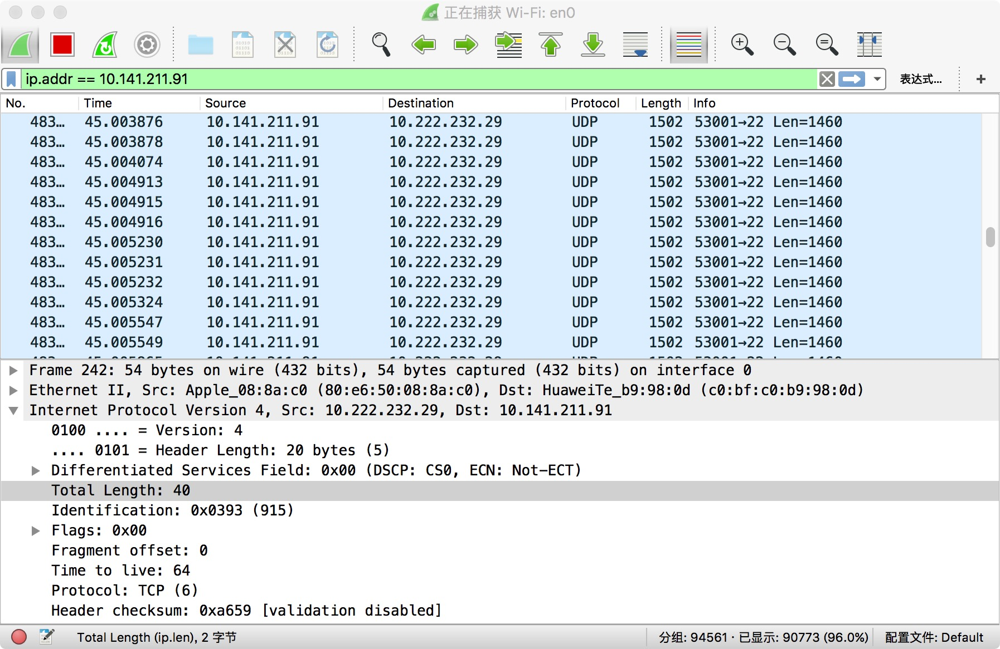 正在捕获 Wi-Fi: en0
ip.addr == 10.141.211.91 表达式... +
No. Time Source Destination Protocol Length Info
483… 45.003876 10.141.211.91 10.222.232.29 UDP 1502 53001→22 Len=1460
483… 45.003878 10.141.211.91 10.222.232.29 UDP 1502 53001→22 Len=1460
483… 45.004074 10.141.211.91 10.222.232.29 UDP 1502 53001→22 Len=1460
483… 45.004913 10.141.211.91 10.222.232.29 UDP 1502 53001→22 Len=1460
483… 45.004915 10.141.211.91 10.222.232.29 UDP 1502 53001→22 Len=1460
483… 45.004916 10.141.211.91 10.222.232.29 UDP 1502 53001→22 Len=1460
483… 45.005230 10.141.211.91 10.222.232.29 UDP 1502 53001→22 Len=1460
483… 45.005231 10.141.211.91 10.222.232.29 UDP 1502 53001→22 Len=1460
483… 45.005232 10.141.211.91 10.222.232.29 UDP 1502 53001→22 Len=1460
483… 45.005324 10.141.211.91 10.222.232.29 UDP 1502 53001→22 Len=1460
483… 45.005547 10.141.211.91 10.222.232.29 UDP 1502 53001→22 Len=1460
483… 45.005549 10.141.211.91 10.222.232.29 UDP 1502 53001→22 Len=1460
Frame 242: 54 bytes on wire (432 bits), 54 bytes captured (432 bits) on interface 0
Ethernet II, Src: Apple_08:8a:c0 (80:e6:50:08:8a:c0), Dst: HuaweiTe_b9:98:0d (c0:bf:c0:b9:98:0d)
Internet Protocol Version 4, Src: 10.222.232.29, Dst: 10.141.211.91
0100 .... = Version: 4
.... 0101 = Header Length: 20 bytes (5)
Differentiated Services Field: 0x00 (DSCP: CS0, ECN: Not-ECT)
Total Length: 40
Identification: 0x0393 (915)
Flags: 0x00
Fragment offset: 0
Time to live: 64
Protocol: TCP (6)
Header checksum: 0xa659 [validation disabled]
Total Length (ip.len), 2 字节 分组: 94561 · 已显示: 90773 (96.0%) 配置文件: Default